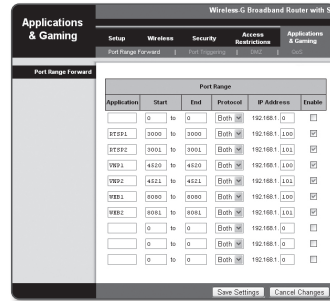 Wireless-G Broadband Router with S
Applications
& Gaming
Setup Wireless Security Access Restrictions Applications & Gaming
Port Range Forward | Port Triggering | DMZ | QoS
Port Range Forward
Port Range
Application Start End Protocol IP Address Enable
0 to 0 Both 192.168.1. 0
RTSP1 3000 to 3000 Both 192.168.1. 100
RTSP2 3001 to 3001 Both 192.168.1. 101
VNP1 4520 to 4520 Both 192.168.1. 100
VNP2 4521 to 4521 Both 192.168.1. 101
WEB1 8080 to 8080 Both 192.168.1. 100
WEB2 8081 to 8081 Both 192.168.1. 101
0 to 0 Both 192.168.1. 0
0 to 0 Both 192.168.1. 0
0 to 0 Both 192.168.1. 0
Save Settings Cancel Changes